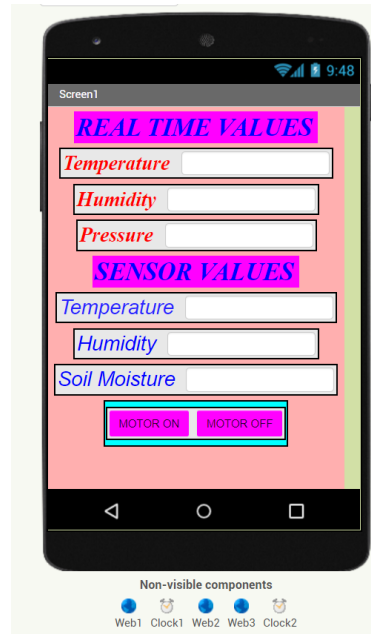 9:48
Screen1
REAL TIME VALUES
Temperature
Humidity
Pressure
SENSOR VALUES
Temperature
Humidity
Soil Moisture
MOTOR ON MOTOR OFF
Non-visible components
Web1 Clock1 Web2 Web3 Clock2